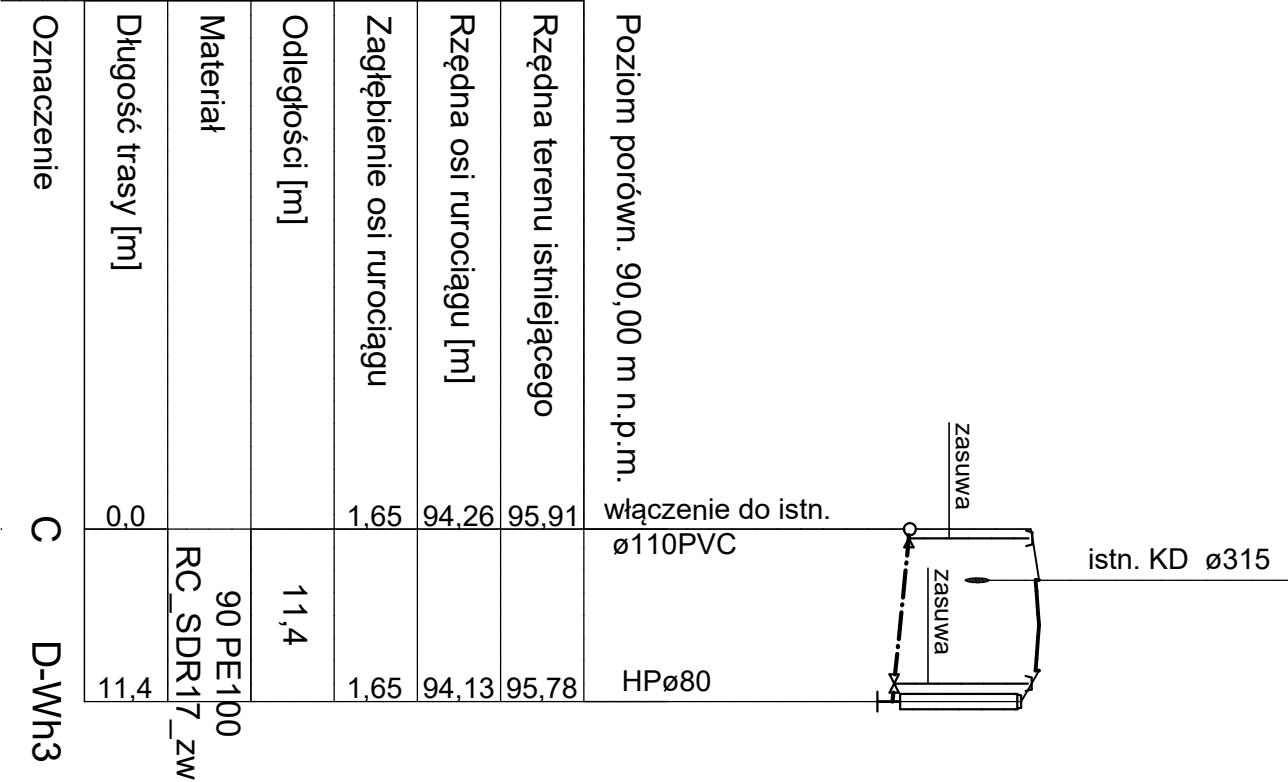 zasuwa
istn. KD ø315
zasuwa
włączenie do istn.
ø110PVC
HPø80
Poziom porówn. 90,00 m n.p.m.
Rzędna terenu istniejącego
95,91
95,78
Rzędna osi rurociągu [m]
94,26
94,13
Zagłębienie osi rurociągu
1,65
1,65
Odległości [m]
11,4
Materiał
90 PE100
RC_SDR17_zw
Długość trasy [m]
0,0
11,4
Oznaczenie
C
D-Wh3